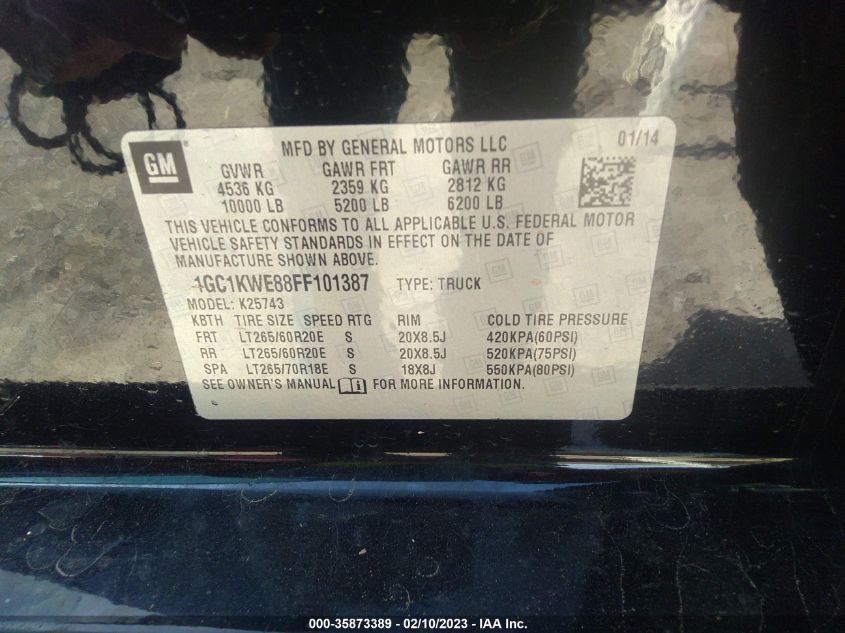 GM
MFD BY GENERAL MOTORS LLC
01/14
GVWR GAWR FRT GAWR RR
4536 KG 2359 KG 2812 KG
10000 LB 5200 LB 6200 LB
THIS VEHICLE CONFORMS TO ALL APPLICABLE U.S. FEDERAL MOTOR
VEHICLE SAFETY STANDARDS IN EFFECT ON THE DATE OF
MANUFACTURE SHOWN ABOVE.
1GC1KWE88FF101387 TYPE: TRUCK
MODEL: K25743
KBTH TIRE SIZE SPEED RTG RIM COLD TIRE PRESSURE
FRT LT265/60R20E S 20X8.5J 420KPA(60PSI)
RR LT265/60R20E S 20X8.5J 520KPA(75PSI)
SPA LT265/70R18E S 18X8J 550KPA(80PSI)
SEE OWNER'S MANUAL FOR MORE INFORMATION.
000-35873389 - 02/10/2023 - IAA Inc.